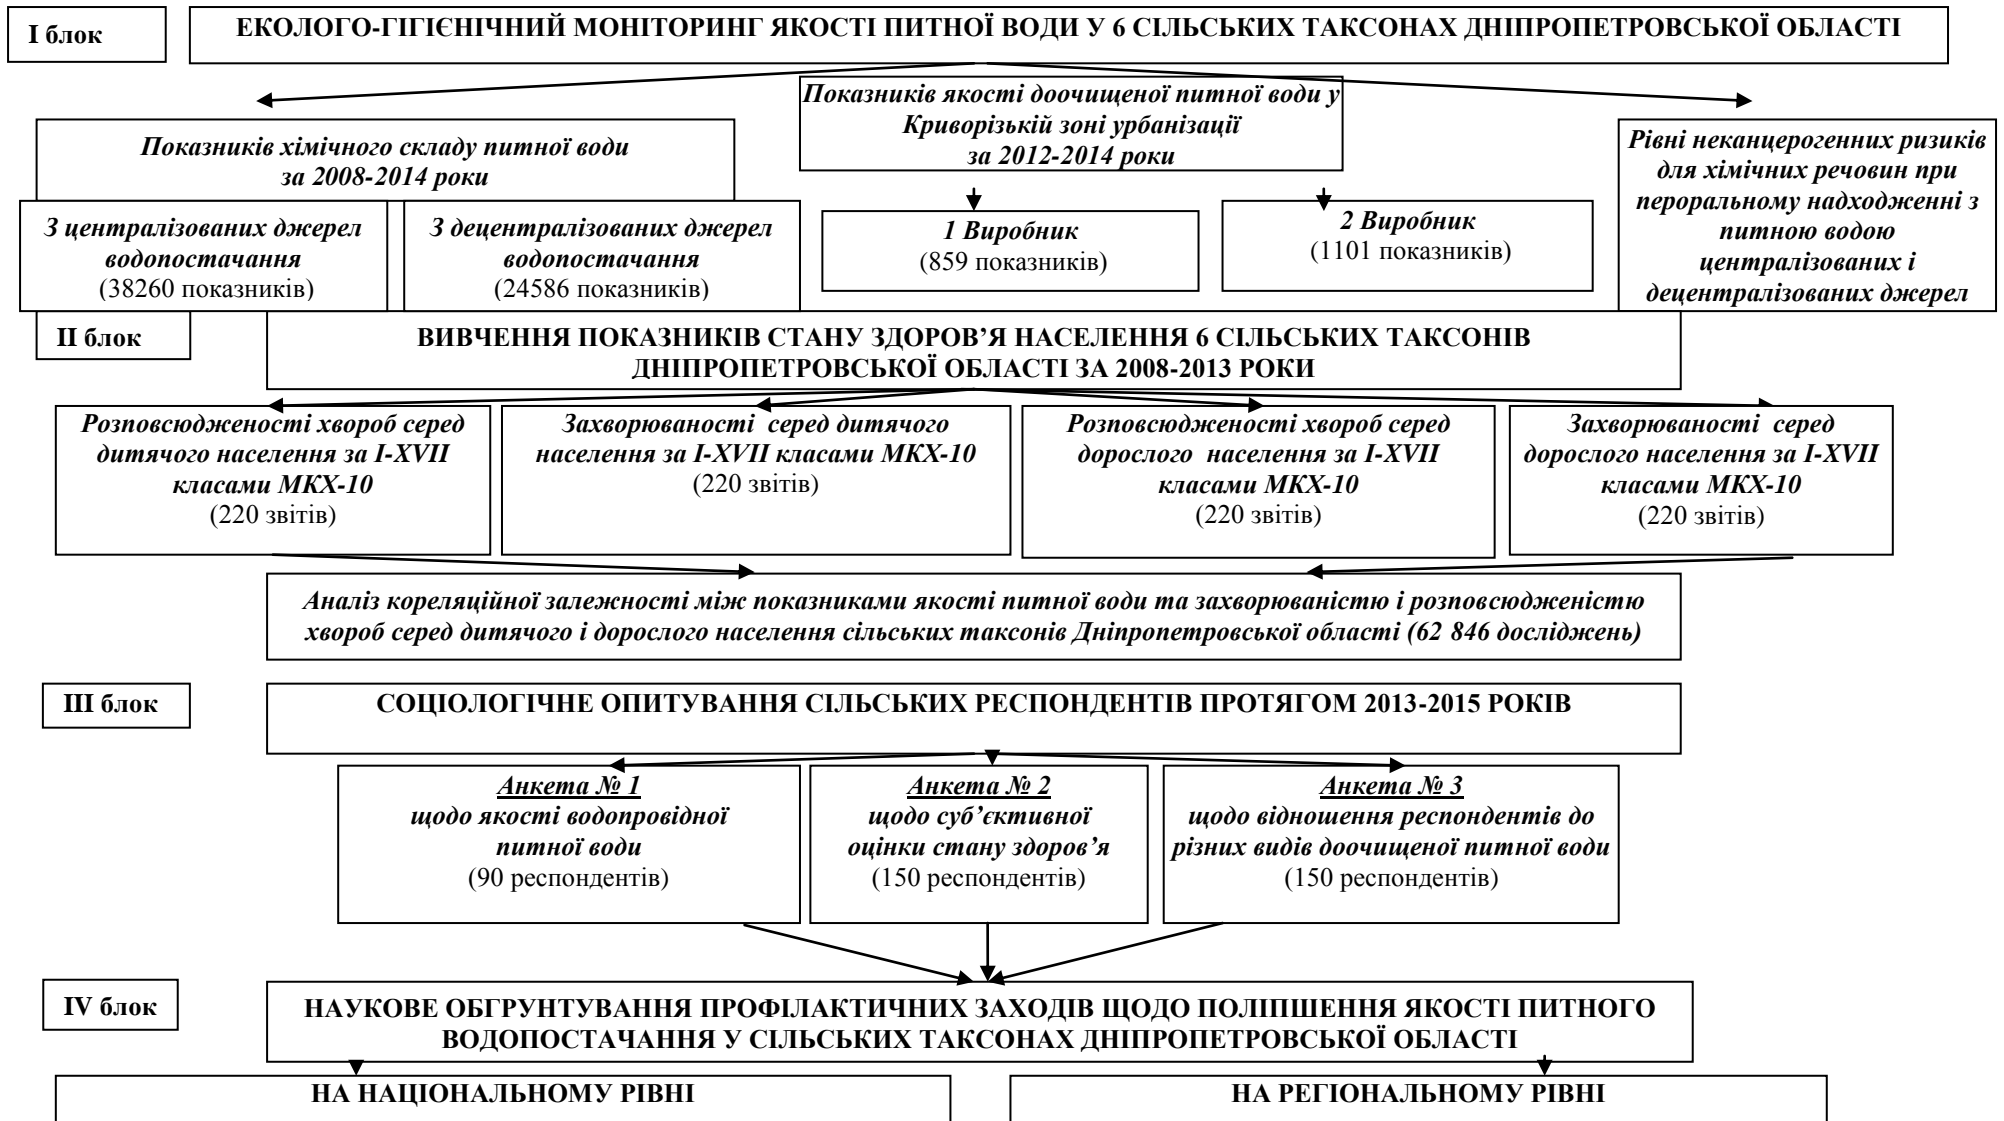 І блок
ЕКОЛОГО-ГІГІЄНІЧНИЙ МОНІТОРИНГ ЯКОСТІ ПИТНОЇ ВОДИ У 6 СІЛЬСЬКИХ ТАКСОНАХ ДНІПРОПЕТРОВСЬКОЇ ОБЛАСТІ
Показників хімічного складу питної води
за 2008-2014 роки
З централізованих джерел
водопостачання
(38260 показників)
З децентралізованих джерел
водопостачання
(24586 показників)
Показників якості доочищеної питної води у
Криворізькій зоні урбанізації
за 2012-2014 роки
1 Виробник
(859 показників)
2 Виробник
(1101 показників)
Рівні неканцерогенних ризиків
для хімічних речовин при
пероральному надходженні з
питною водою
централізованих і
децентралізованих джерел
ІІ блок
ВИВЧЕННЯ ПОКАЗНИКІВ СТАНУ ЗДОРОВ’Я НАСЕЛЕННЯ 6 СІЛЬСЬКИХ ТАКСОНІВ
ДНІПРОПЕТРОВСЬКОЇ ОБЛАСТІ ЗА 2008-2013 РОКИ
Розповсюдженості хвороб серед
дитячого населення за І-XVII
класами МКХ-10
(220 звітів)
Захворюваності серед дитячого
населення за І-XVII класами МКХ-10
(220 звітів)
Розповсюдженості хвороб серед
дорослого населення за І-XVII
класами МКХ-10
(220 звітів)
Захворюваності серед
дорослого населення за І-XVII
класами МКХ-10
(220 звітів)
Аналіз кореляційної залежності між показниками якості питної води та захворюваністю і розповсюдженістю
хвороб серед дитячого і дорослого населення сільських таксонів Дніпропетровської області (62 846 досліджень)
ІІІ блок
СОЦІОЛОГІЧНЕ ОПИТУВАННЯ СІЛЬСЬКИХ РЕСПОНДЕНТІВ ПРОТЯГОМ 2013-2015 РОКІВ
Анкета № 1
щодо якості водопровідної
питної води
(90 респондентів)
Анкета № 2
щодо суб’єктивної
оцінки стану здоров’я
(150 респондентів)
Анкета № 3
щодо відношення респондентів до
різних видів доочищеної питної води
(150 респондентів)
IV блок
НАУКОВЕ ОБГРУНТУВАННЯ ПРОФІЛАКТИЧНИХ ЗАХОДІВ ЩОДО ПОЛІПШЕННЯ ЯКОСТІ ПИТНОГО
ВОДОПОСТАЧАННЯ У СІЛЬСЬКИХ ТАКСОНАХ ДНІПРОПЕТРОВСЬКОЇ ОБЛАСТІ
НА НАЦІОНАЛЬНОМУ РІВНІ
НА РЕГІОНАЛЬНОМУ РІВНІ